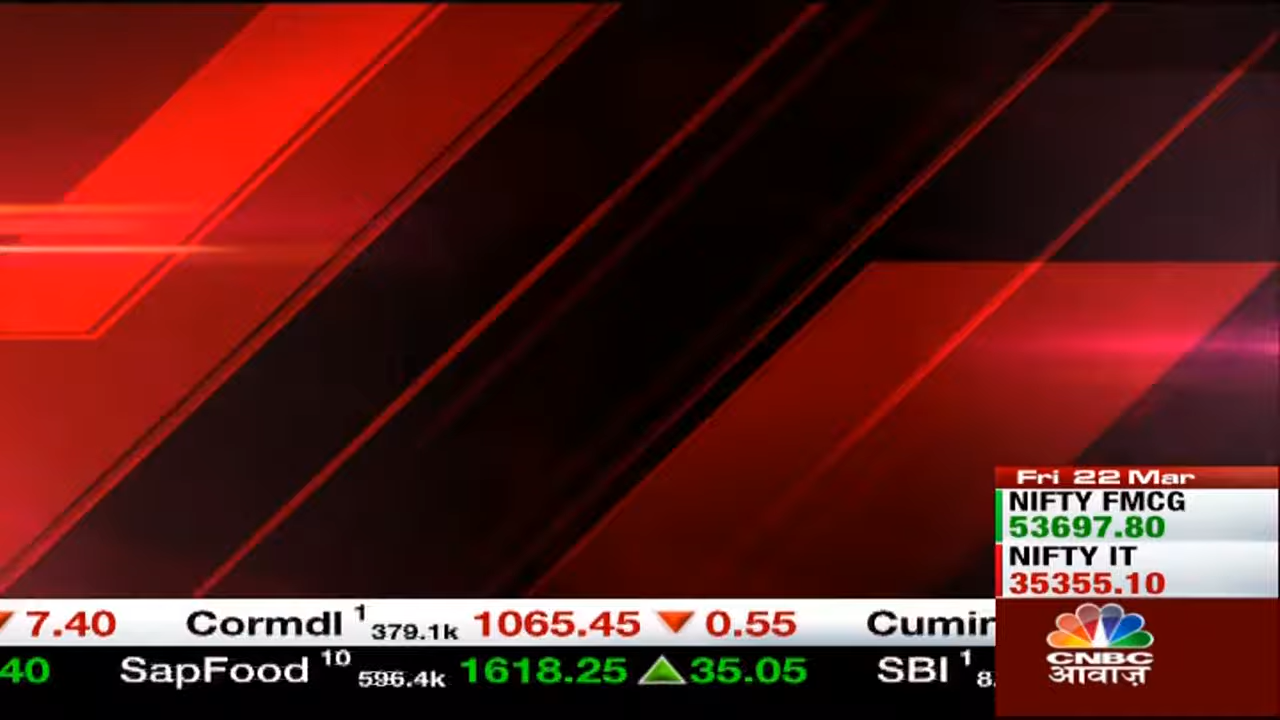 Fri 22 Mar
NIFTY FMCG
53697.80
NIFTY IT
35355.10
7.40 Cormdl 1 379.1k 1065.45 0.55
40 SapFood 10 596.4k 1618.25 35.05 SBI 1
CNBC
आवाज़